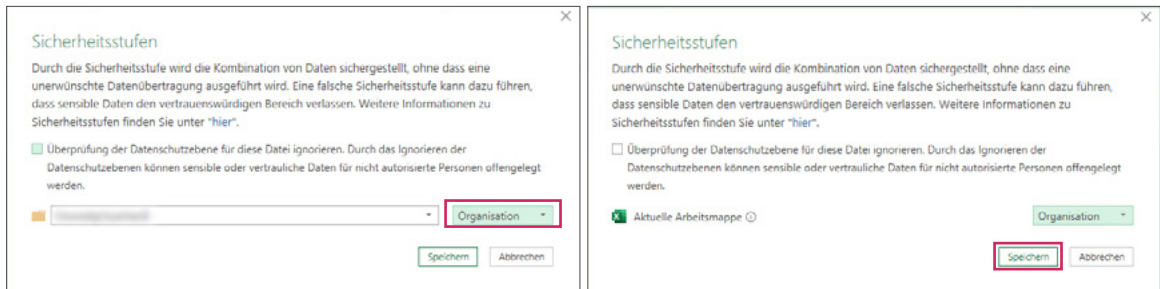 Sicherheitsstufen
Durch die Sicherheitsstufe wird die Kombination von Daten sichergestellt, ohne dass eine
unerwünschte Datenübertragung ausgeführt wird. Eine falsche Sicherheitsstufe kann dazu führen,
dass sensible Daten den vertrauenswürdigen Bereich verlassen. Weitere Informationen zu
Sicherheitsstufen finden Sie unter "hier".
Überprüfung der Datenschutzebene für diese Datei ignorieren. Durch das Ignorieren der
Datenschutzebenen können sensible oder vertrauliche Daten für nicht autorisierte Personen offengelegt
werden.
Organisation
Speichern Abbrechen
Sicherheitsstufen
Durch die Sicherheitsstufe wird die Kombination von Daten sichergestellt, ohne dass eine
unerwünschte Datenübertragung ausgeführt wird. Eine falsche Sicherheitsstufe kann dazu führen,
dass sensible Daten den vertrauenswürdigen Bereich verlassen. Weitere Informationen zu
Sicherheitsstufen finden Sie unter "hier".
Überprüfung der Datenschutzebene für diese Datei ignorieren. Durch das Ignorieren der
Datenschutzebenen können sensible oder vertrauliche Daten für nicht autorisierte Personen offengelegt
werden.
Aktuelle Arbeitsmappe Organisation
Speichern Abbrechen